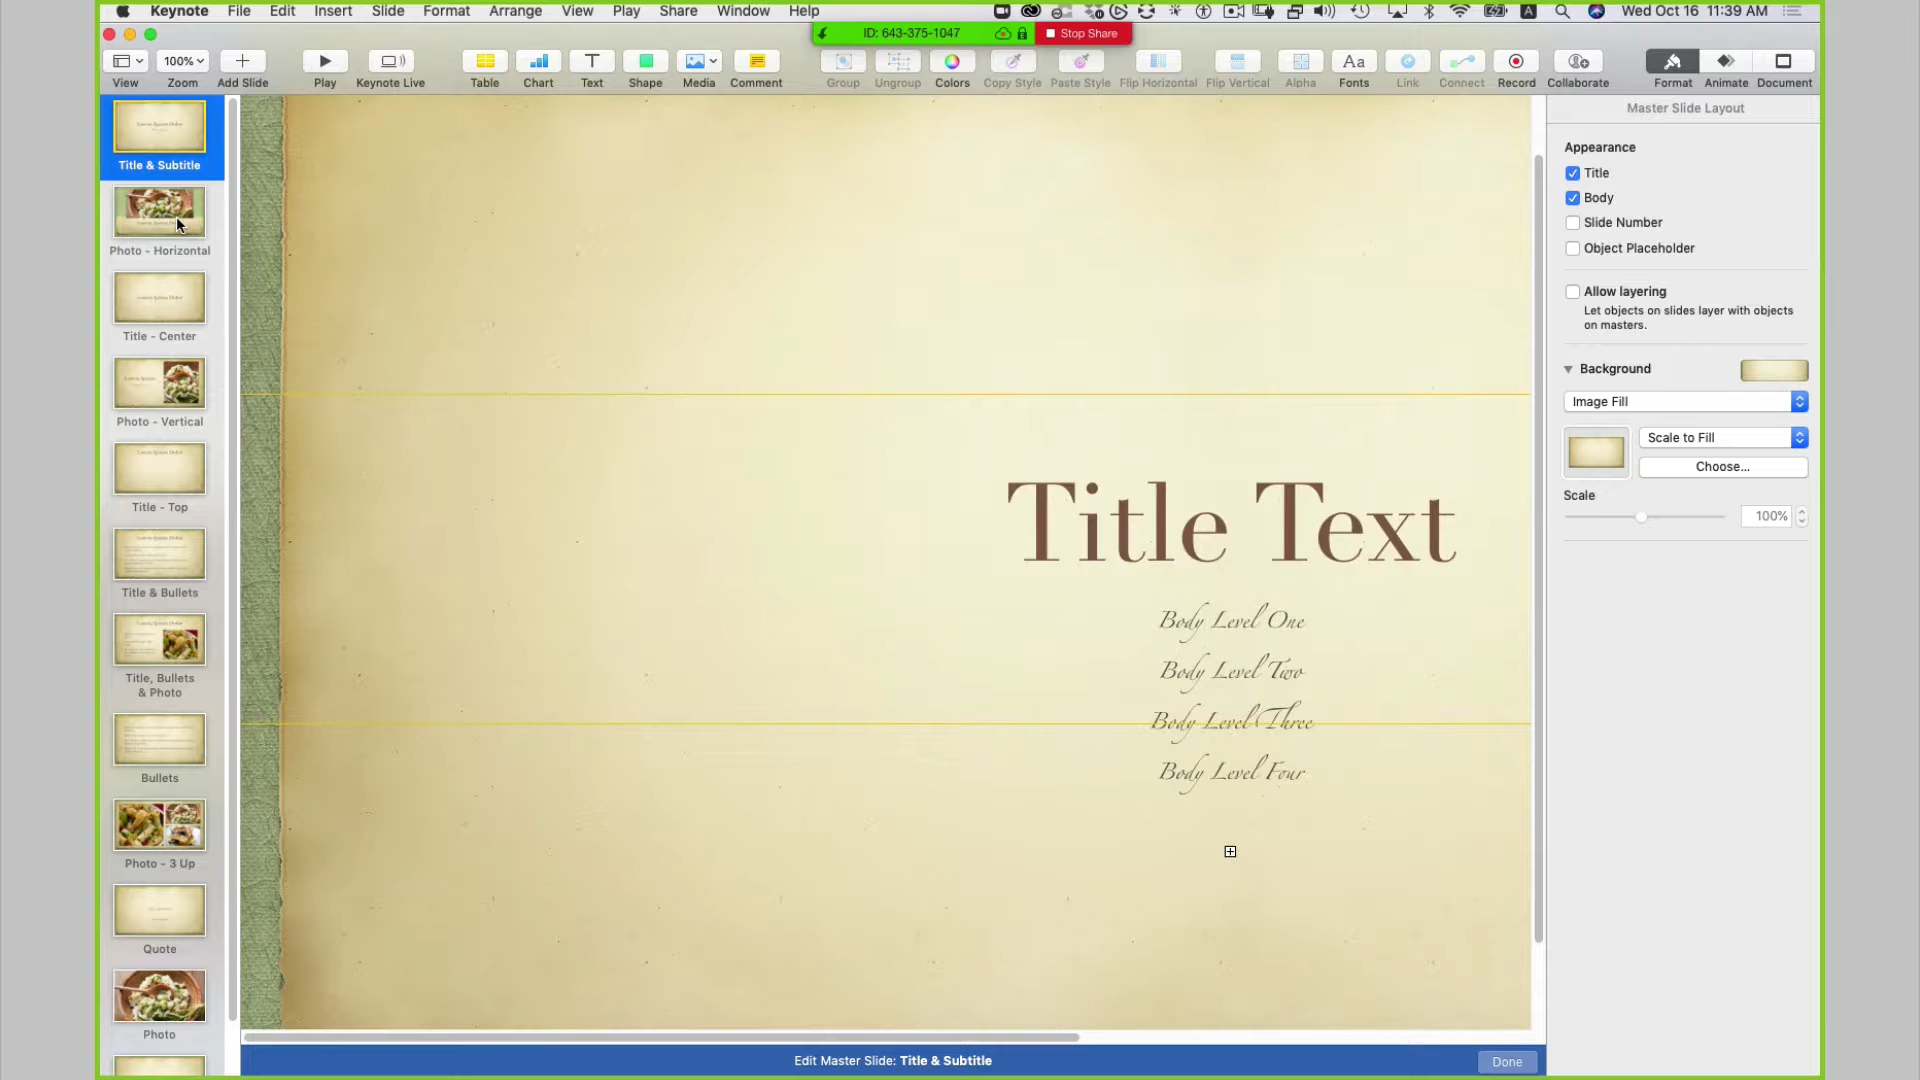 Keynote File Edit Insert Slide Format Arrange View Play Share Window Help
A Wed Oct 16 11:39 AM
ID: 643-375-1047
Stop Share
100%
Aa
View Zoom Add Slide Play Keynote Live Table Chart Text Shape Media Comment Group Ungroup Colors Copy Style Paste Style Flip Horizontal Flip Vertical Alpha Fonts Link Connect Record Collaborate Format Animate Document
Title & Subtitle
Photo - Horizontal
Title - Center
Photo - Vertical
Title - Top
Title & Bullets
Title, Bullets
& Photo
Bullets
Photo - 3 Up
Quote
Photo
Title Text
Body Level One
Body Level Two
Body Level Three
Body Level Four
Edit Master Slide: Title & Subtitle
Done
Master Slide Layout
Appearance
Title
Body
Slide Number
Object Placeholder
Allow layering
Let objects on slides layer with objects
on masters.
Background
Image Fill
Scale to Fill
Choose...
Scale
100%